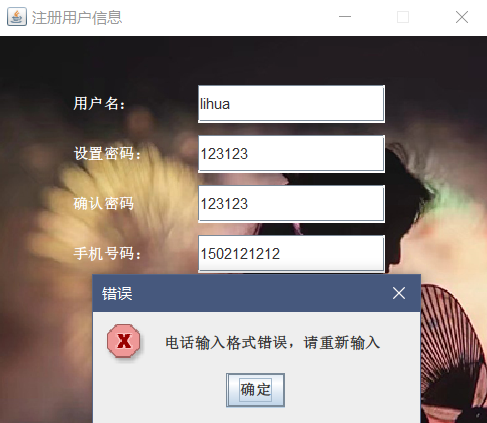 注册用户信息
用户名：
lihua
设置密码：
123123
确认密码
123123
手机号码：
1502121212
错误
X
电话输入格式错误，请重新输入
确定